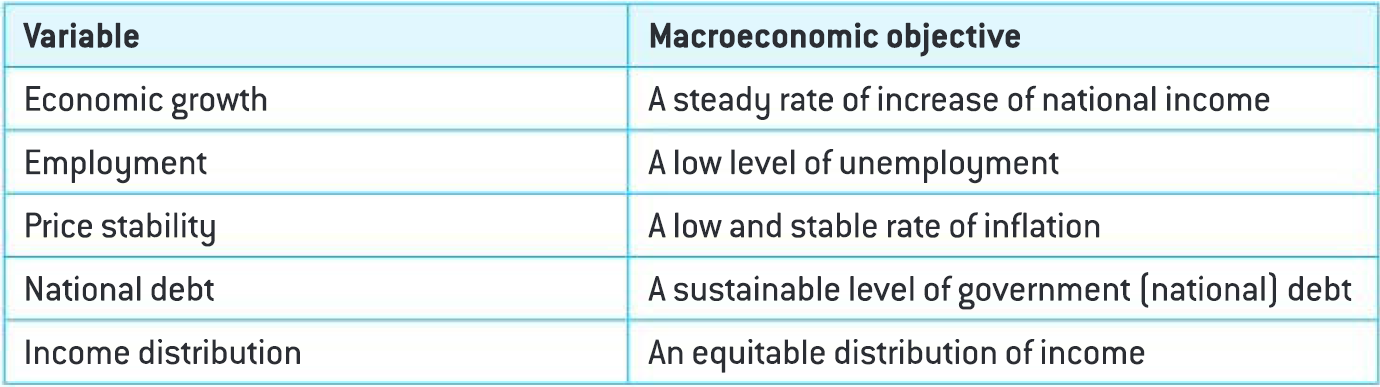 Variable Macroeconomic objective
Economic growth A steady rate of increase of national income
Employment A low level of unemployment
Price stability A low and stable rate of inflation
National debt A sustainable level of government (national) debt
Income distribution An equitable distribution of income